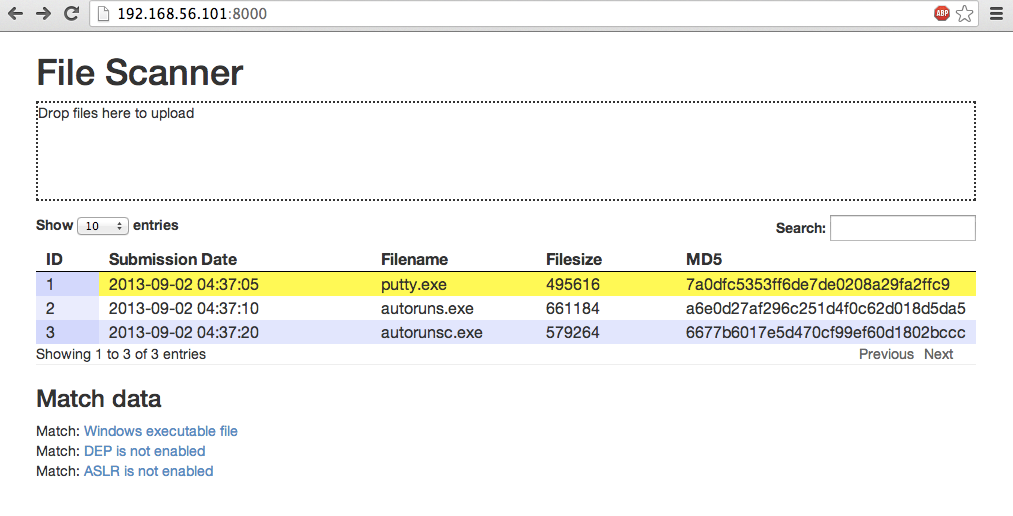 192.168.56.101:8000
ABP
File Scanner
Drop files here to upload
Show 10 entries
Search:
ID Submission Date Filename Filesize MD5
1 2013-09-02 04:37:05 putty.exe 495616 7a0dfc5353ff6de7de0208a29fa2ffc9
2 2013-09-02 04:37:10 autoruns.exe 661184 a6e0d27af296c251d4f0c62d018d5da5
3 2013-09-02 04:37:20 autorunsc.exe 579264 6677b6017e5d470cf99ef60d1802bccc
Showing 1 to 3 of 3 entries Previous Next
Match data
Match: Windows executable file
Match: DEP is not enabled
Match: ASLR is not enabled